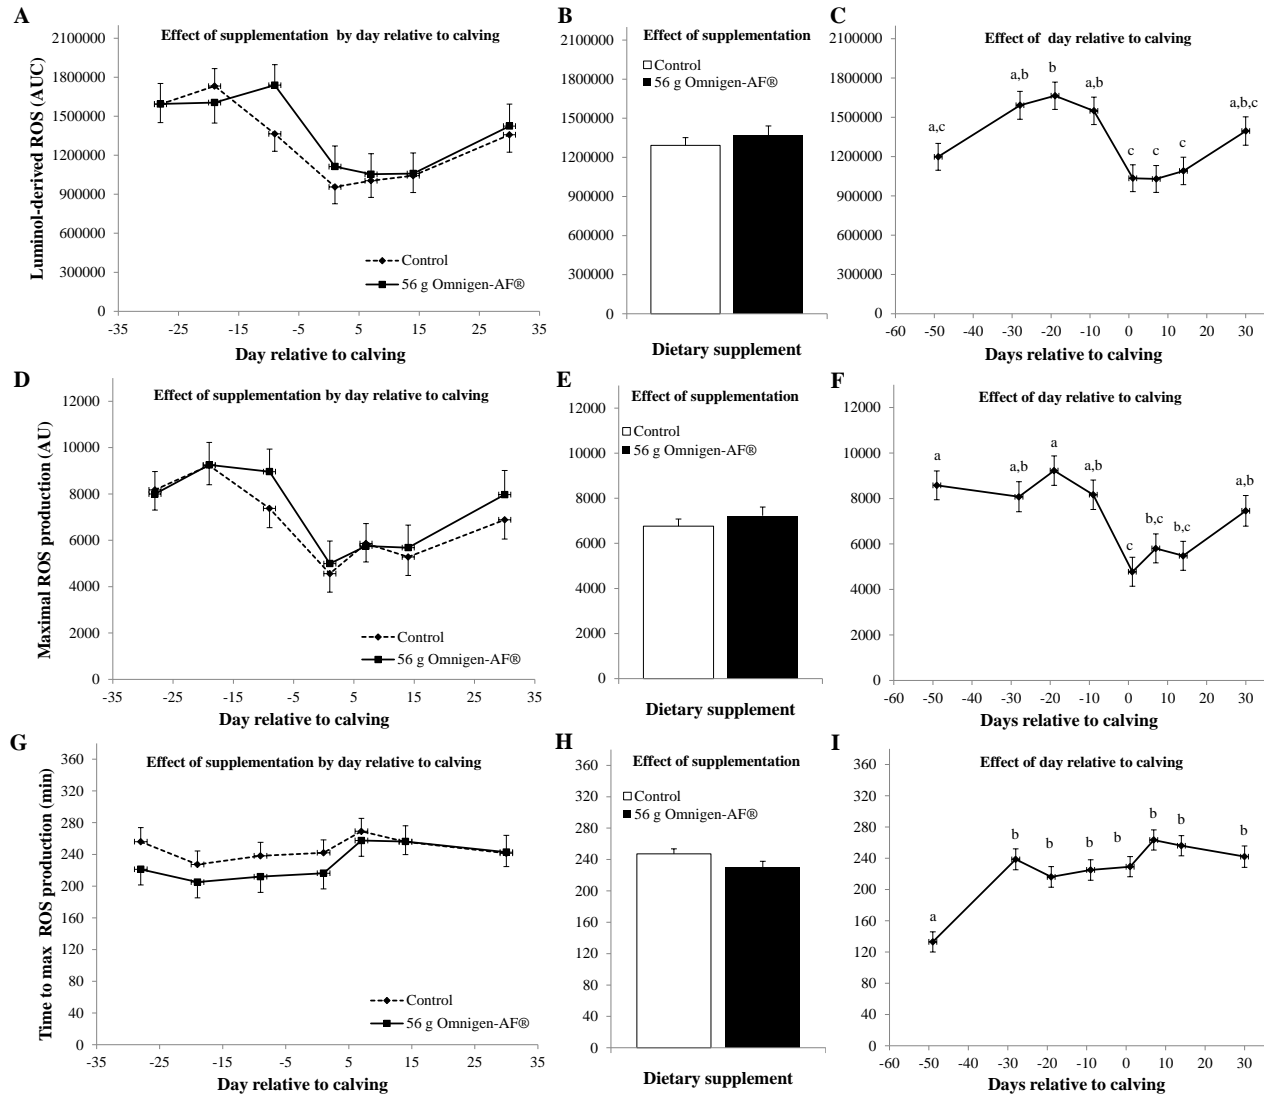 A
Effect of supplementation by day relative to calving
Luminol-derived ROS (AUC)
2100000
1800000
1500000
1200000
900000
600000
300000
0
Control
56 g Omnigen-AF®
-35 -25 -15 -5 5 15 25 35
Day relative to calving
B
Effect of supplementation
Control
56 g Omnigen-AF®
2100000
1800000
1500000
1200000
900000
600000
300000
0
Dietary supplement
C
Effect of day relative to calving
2100000
1800000
1500000
1200000
900000
600000
300000
0
a,c a,b b a,b c c c a,b,c
-60 -50 -40 -30 -20 -10 0 10 20 30
Days relative to calving
D
Effect of supplementation by day relative to calving
Maximal ROS production (AU)
12000
10000
8000
6000
4000
2000
0
Control
56 g Omnigen-AF®
-35 -25 -15 -5 5 15 25 35
Day relative to calving
E
Effect of supplementation
Control
56 g Omnigen-AF®
12000
10000
8000
6000
4000
2000
0
Dietary supplement
F
Effect of day relative to calving
12000
10000
8000
6000
4000
2000
0
a a,b a a,b c b,c b,c a,b
-60 -50 -40 -30 -20 -10 0 10 20 30
Days relative to calving
G
Effect of supplementation by day relative to calving
Time to max ROS production (min)
360
320
280
240
200
160
120
80
40
0
Control
56 g Omnigen-AF®
-35 -25 -15 -5 5 15 25 35
Day relative to calving
H
Effect of supplementation
Control
56 g Omnigen-AF®
360
320
280
240
200
160
120
80
40
0
Dietary supplement
I
Effect of day relative to calving
360
320
280
240
200
160
120
80
40
0
a b b b b b b b
-60 -50 -40 -30 -20 -10 0 10 20 30
Days relative to calving